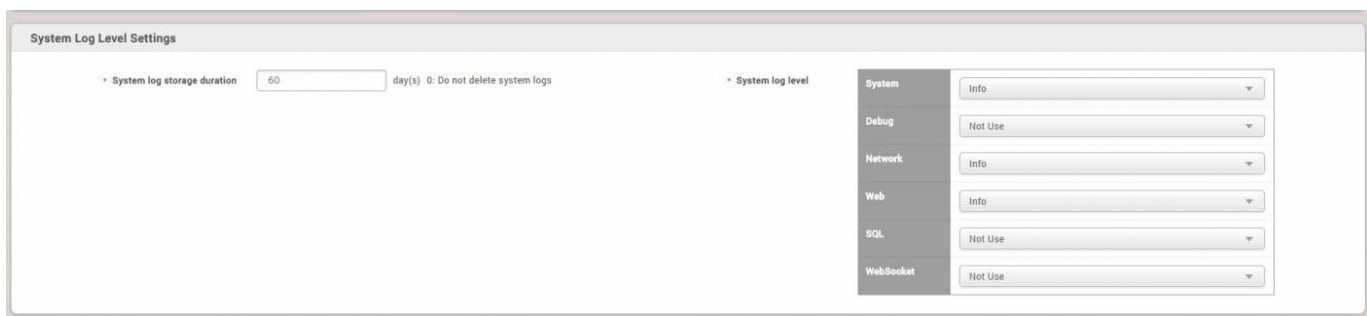 System Log Level Settings
* System log storage duration 60 day(s) 0: Do not delete system logs
* System log level
System Info
Debug Not Use
Network Info
Web Info
SQL Not Use
WebSocket Not Use